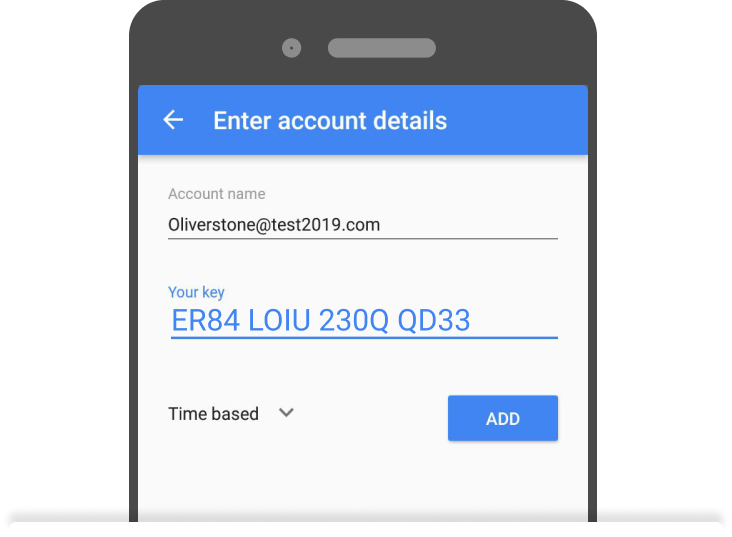 Enter account details
Account name
Oliverstone@test2019.com
Your key
ER84 LOIU 230Q QD33
Time based
ADD